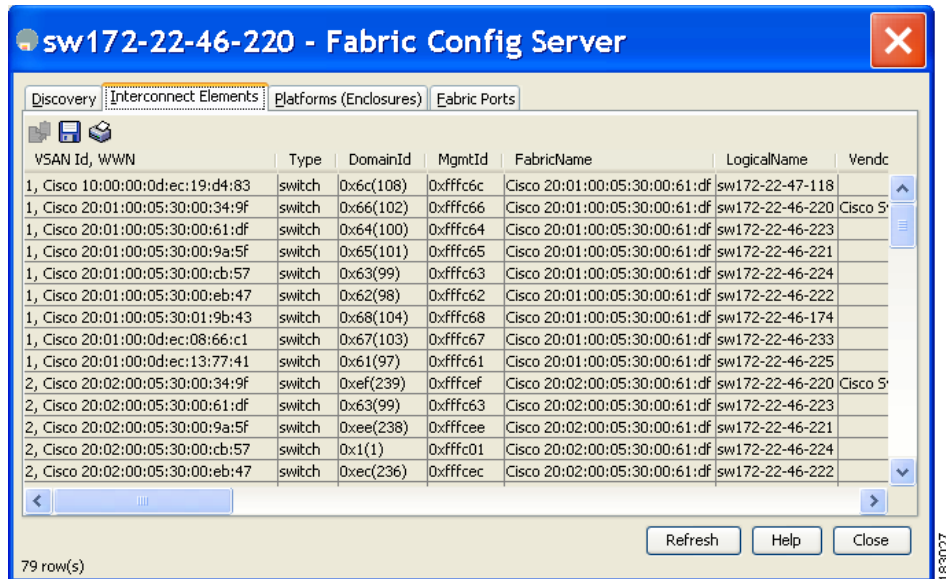 sw172-22-46-220 - Fabric Config Server
Discovery Interconnect Elements Platforms (Enclosures) Fabric Ports
VSAN Id, WWN Type DomainId MgmtId FabricName LogicalName Vendc
1, Cisco 10:00:00:0d:ec:19:d4:83 switch 0x6c(108) 0xfffc6c Cisco 20:01:00:05:30:00:61:df sw172-22-47-118
1, Cisco 20:01:00:05:30:00:34:9f switch 0x66(102) 0xfffc66 Cisco 20:01:00:05:30:00:61:df sw172-22-46-220 Cisco S
1, Cisco 20:01:00:05:30:00:61:df switch 0x64(100) 0xfffc64 Cisco 20:01:00:05:30:00:61:df sw172-22-46-223
1, Cisco 20:01:00:05:30:00:9a:5f switch 0x65(101) 0xfffc65 Cisco 20:01:00:05:30:00:61:df sw172-22-46-221
1, Cisco 20:01:00:05:30:00:cb:57 switch 0x63(99) 0xfffc63 Cisco 20:01:00:05:30:00:61:df sw172-22-46-224
1, Cisco 20:01:00:05:30:00:eb:47 switch 0x62(98) 0xfffc62 Cisco 20:01:00:05:30:00:61:df sw172-22-46-222
1, Cisco 20:01:00:05:30:01:9b:43 switch 0x68(104) 0xfffc68 Cisco 20:01:00:05:30:00:61:df sw172-22-46-174
1, Cisco 20:01:00:0d:ec:08:66:c1 switch 0x67(103) 0xfffc67 Cisco 20:01:00:05:30:00:61:df sw172-22-46-233
1, Cisco 20:01:00:0d:ec:13:77:41 switch 0x61(97) 0xfffc61 Cisco 20:01:00:05:30:00:61:df sw172-22-46-225
2, Cisco 20:02:00:05:30:00:34:9f switch 0xef(239) 0xfffcef Cisco 20:02:00:05:30:00:61:df sw172-22-46-220 Cisco S
2, Cisco 20:02:00:05:30:00:61:df switch 0x63(99) 0xfffc63 Cisco 20:02:00:05:30:00:61:df sw172-22-46-223
2, Cisco 20:02:00:05:30:00:9a:5f switch 0xee(238) 0xfffcee Cisco 20:02:00:05:30:00:61:df sw172-22-46-221
2, Cisco 20:02:00:05:30:00:cb:57 switch 0x1(1) 0xfffc01 Cisco 20:02:00:05:30:00:61:df sw172-22-46-224
2, Cisco 20:02:00:05:30:00:eb:47 switch 0xec(236) 0xfffcec Cisco 20:02:00:05:30:00:61:df sw172-22-46-222
Refresh Help Close
79 row(s)
183027